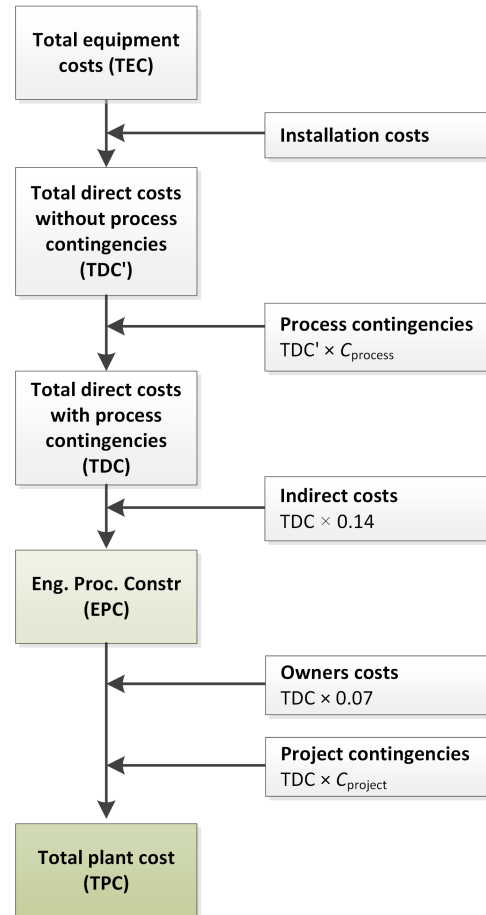 Total equipment
costs (TEC)
Installation costs
Total direct costs
without process
contingencies
(TDC')
Process contingencies
TDC' × Cprocess
Total direct costs
with process
contingencies
(TDC)
Indirect costs
TDC × 0.14
Eng. Proc. Constr
(EPC)
Owners costs
TDC × 0.07
Project contingencies
TDC × Cproject
Total plant cost
(TPC)